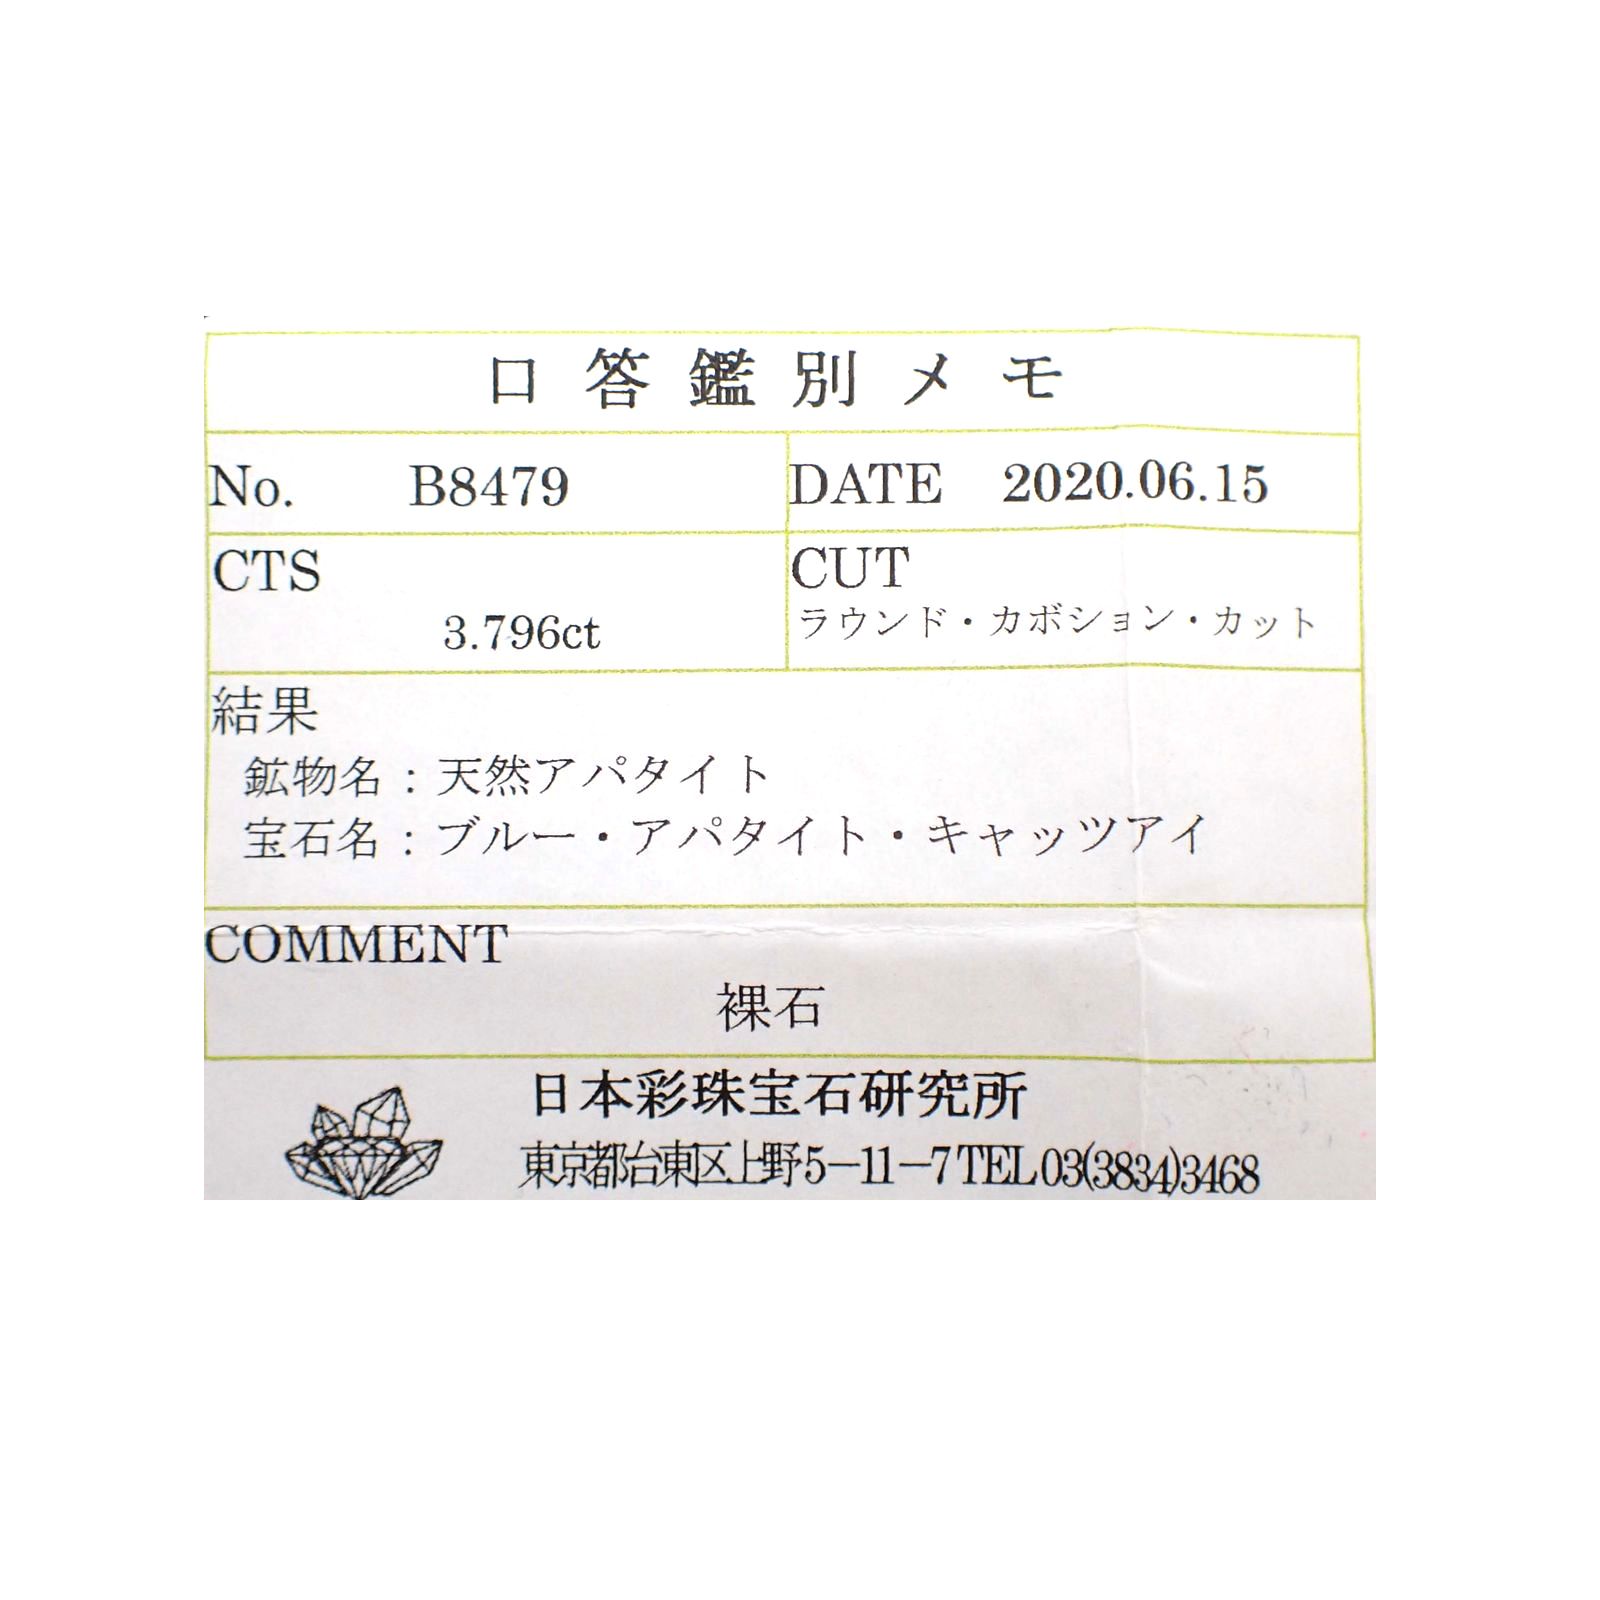 口答鑑別メモ
No. B8479 DATE 2020.06.15
CTS CUT
3.796ct ラウンド・カボション・カット
結果
鉱物名：天然アパタイト
宝石名：ブルー・アパタイト・キャッツアイ
COMMENT
裸石
日本彩珠宝石研究所
東京都台東区上野5－11－7 TEL03(3834)3468